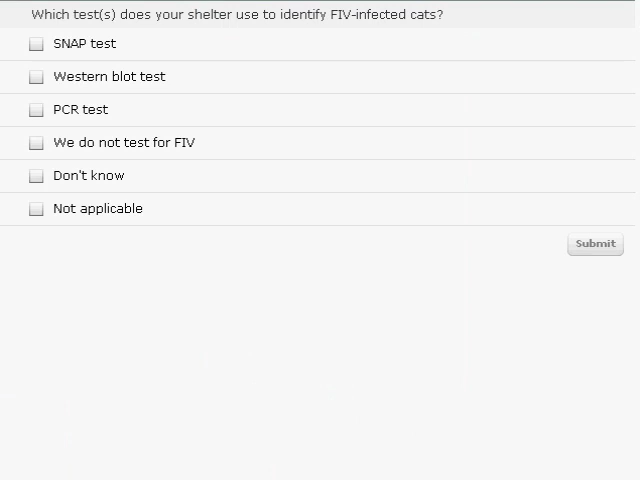 Which test(s) does your shelter use to identify FIV-infected cats?
SNAP test
Western blot test
PCR test
We do not test for FIV
Don't know
Not applicable
Submit